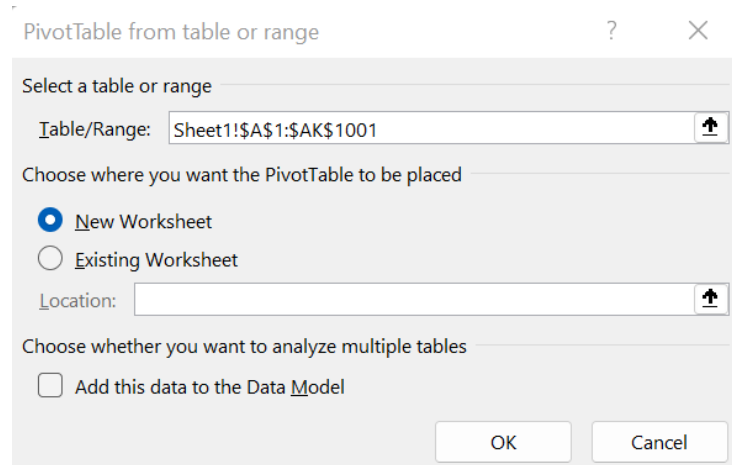 PivotTable from table or range ?
Select a table or range
Table/Range: Sheet1!$A$1:$AK$1001
Choose where you want the PivotTable to be placed
New Worksheet
Existing Worksheet
Location:
Choose whether you want to analyze multiple tables
Add this data to the Data Model
OK Cancel